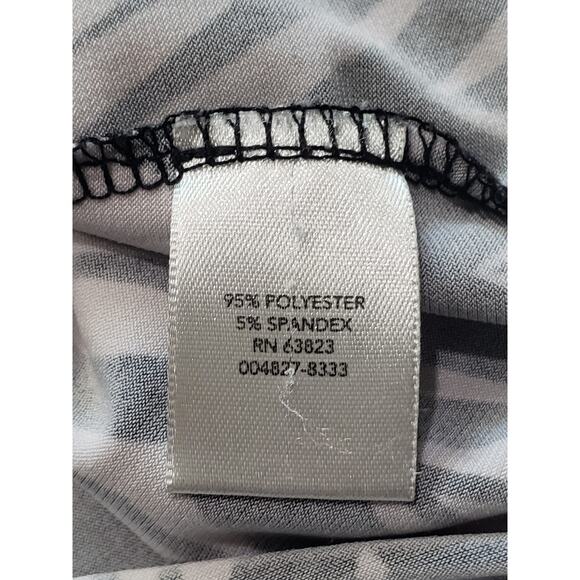 95% POLYESTER
5% SPANDEX
RN 63823
004827-8333